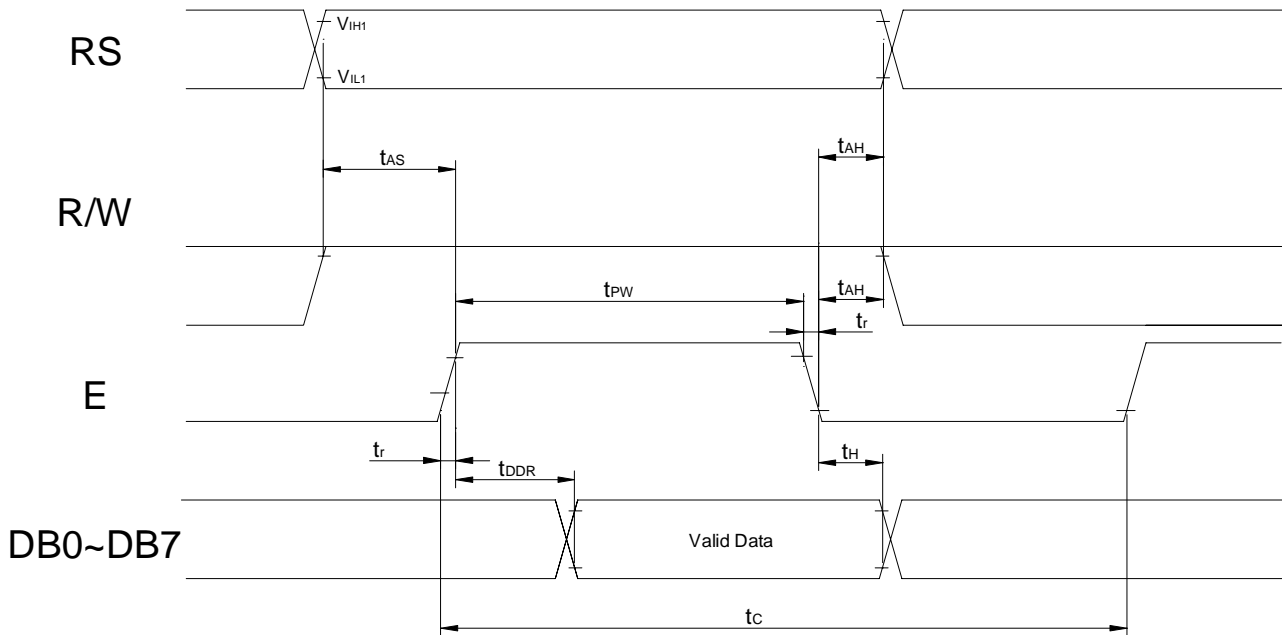 RS
VIH1
VIL1
tAS
tAH
R/W
tPW
tAH
tr
E
tr
tDDR
tH
DB0~DB7
Valid Data
tC